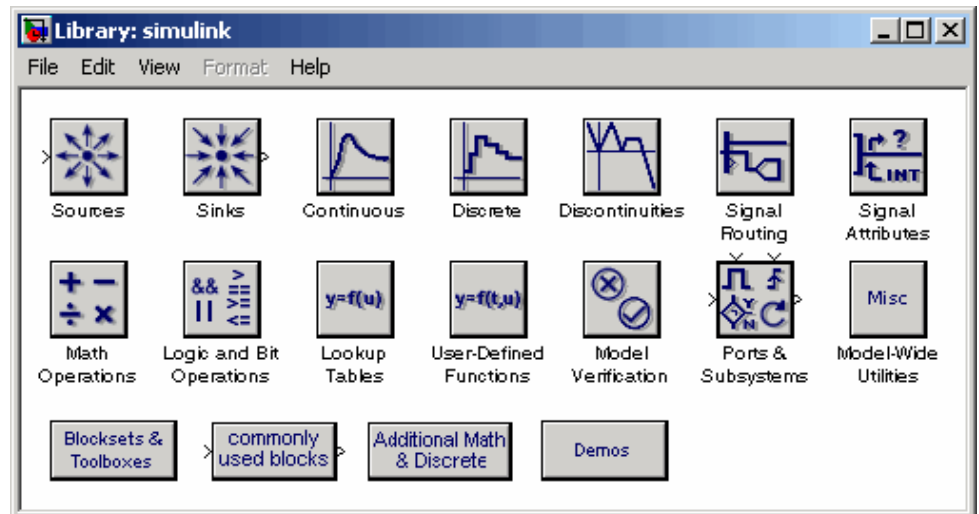 Library: simulink
File Edit View Format Help
? INT
Sources Sinks Continuous Discrete Discontinuities Signal Routing Signal Attributes
+ − ÷ × && || > == >= <= y=f(u) y=f(t,u) Y N Misc
Math Operations Logic and Bit Operations Lookup Tables User-Defined Functions Model Verification Ports & Subsystems Model-Wide Utilities
Blocksets & Toolboxes commonly used blocks Additional Math & Discrete Demos